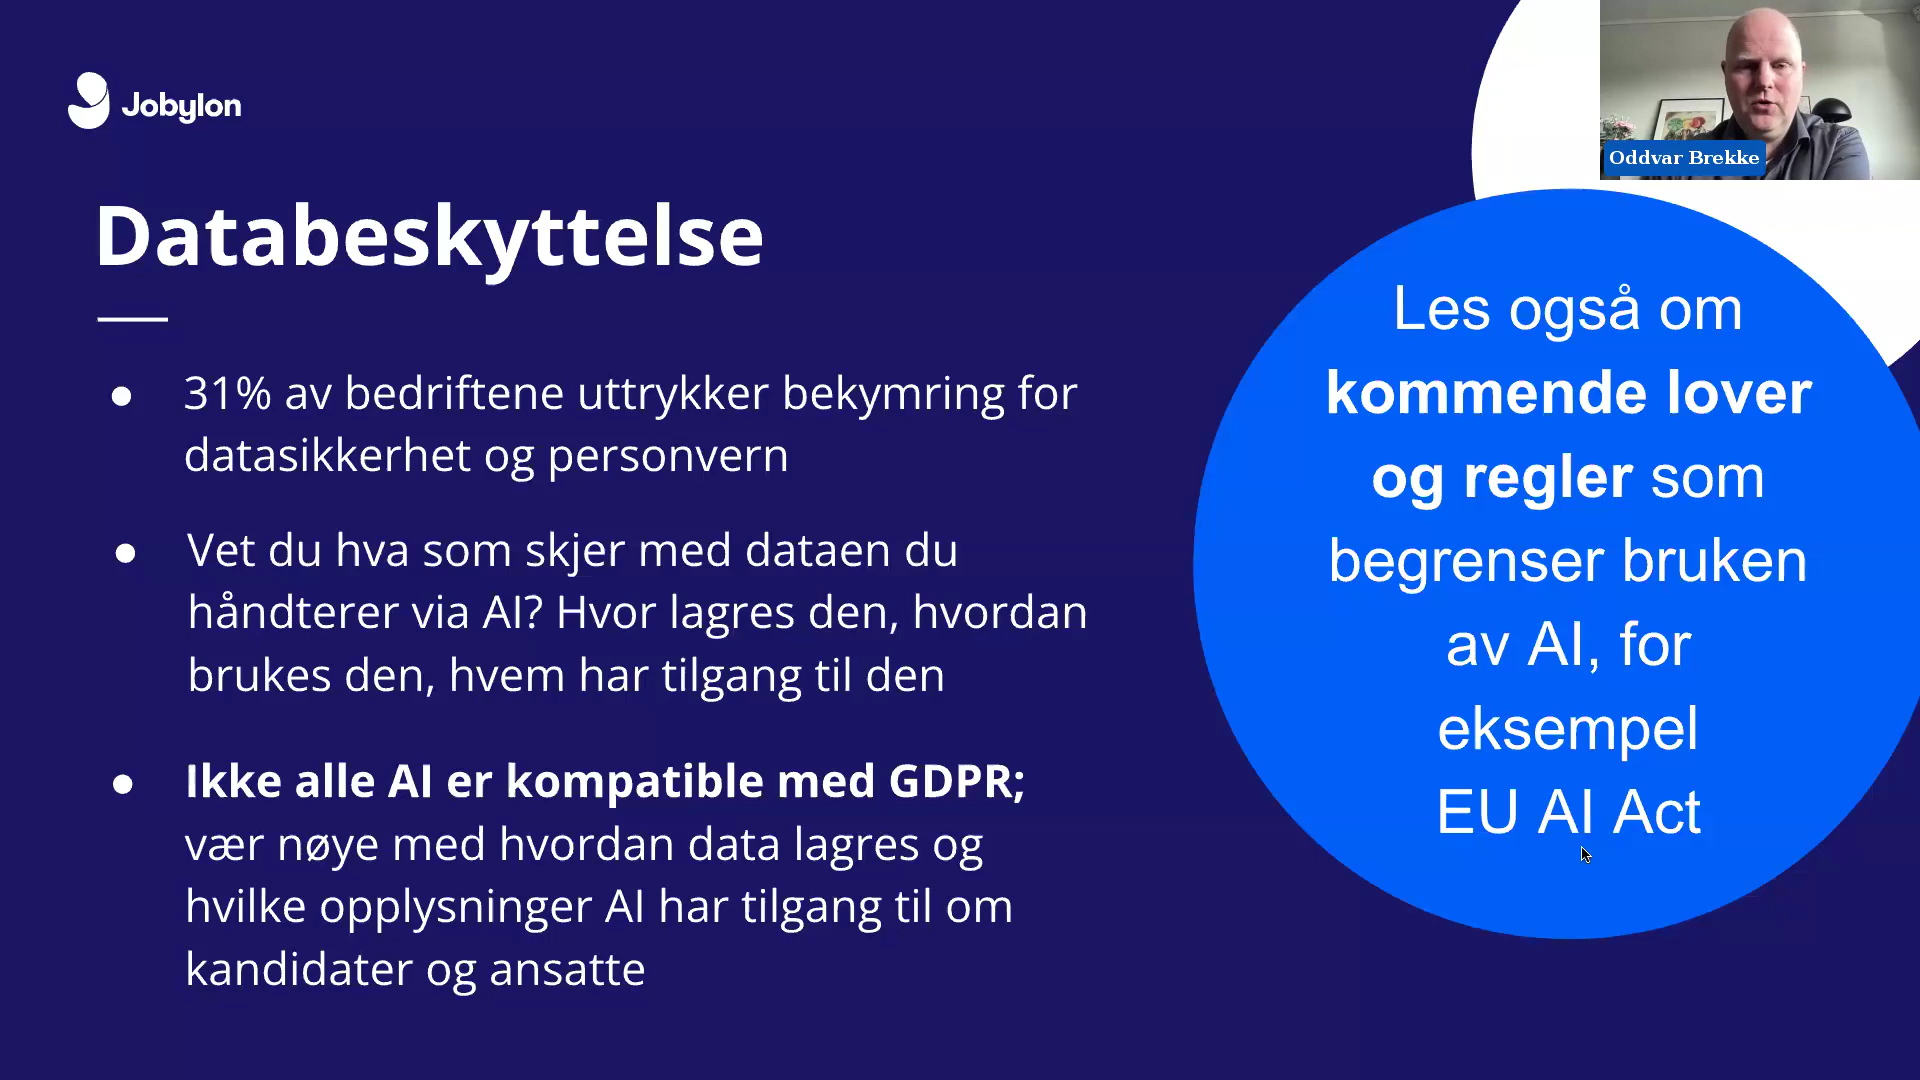 Jobylon
Oddvar Brekke
Databeskyttelse
● 31% av bedriftene uttrykker bekymring for
datasikkerhet og personvern
● Vet du hva som skjer med dataen du
håndterer via AI? Hvor lagres den, hvordan
brukes den, hvem har tilgang til den
● Ikke alle AI er kompatible med GDPR;
vær nøye med hvordan data lagres og
hvilke opplysninger AI har tilgang til om
kandidater og ansatte
Les også om
kommende lover
og regler som
begrenser bruken
av AI, for
eksempel
EU AI Act